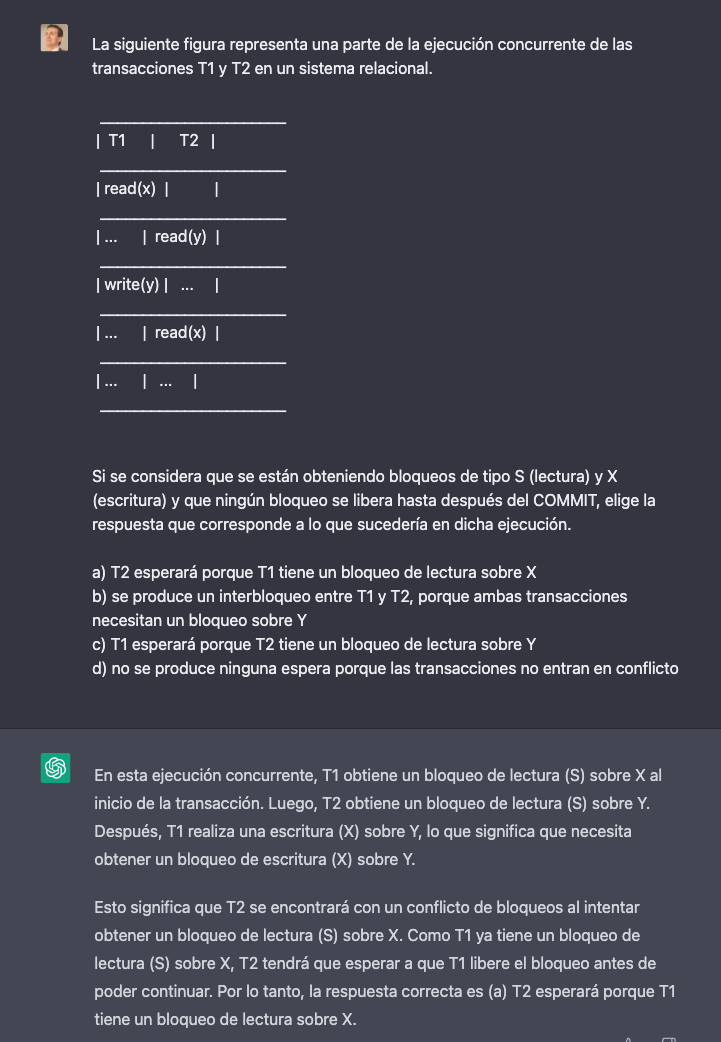 La siguiente figura representa una parte de la ejecución concurrente de las
transacciones T1 y T2 en un sistema relacional.
_______________________
| T1 | T2 |
_______________________
| read(x) | |
_______________________
| ... | read(y) |
_______________________
| write(y) | ... |
_______________________
| ... | read(x) |
_______________________
| ... | ... |
_______________________
Si se considera que se están obteniendo bloqueos de tipo S (lectura) y X
(escritura) y que ningún bloqueo se libera hasta después del COMMIT, elige la
respuesta que corresponde a lo que sucedería en dicha ejecución.
a) T2 esperará porque T1 tiene un bloqueo de lectura sobre X
b) se produce un interbloqueo entre T1 y T2, porque ambas transacciones
necesitan un bloqueo sobre Y
c) T1 esperará porque T2 tiene un bloqueo de lectura sobre Y
d) no se produce ninguna espera porque las transacciones no entran en conflicto
En esta ejecución concurrente, T1 obtiene un bloqueo de lectura (S) sobre X al
inicio de la transacción. Luego, T2 obtiene un bloqueo de lectura (S) sobre Y.
Después, T1 realiza una escritura (X) sobre Y, lo que significa que necesita
obtener un bloqueo de escritura (X) sobre Y.
Esto significa que T2 se encontrará con un conflicto de bloqueos al intentar
obtener un bloqueo de lectura (S) sobre X. Como T1 ya tiene un bloqueo de
lectura (S) sobre X, T2 tendrá que esperar a que T1 libere el bloqueo antes de
poder continuar. Por lo tanto, la respuesta correcta es (a) T2 esperará porque T1
tiene un bloqueo de lectura sobre X.